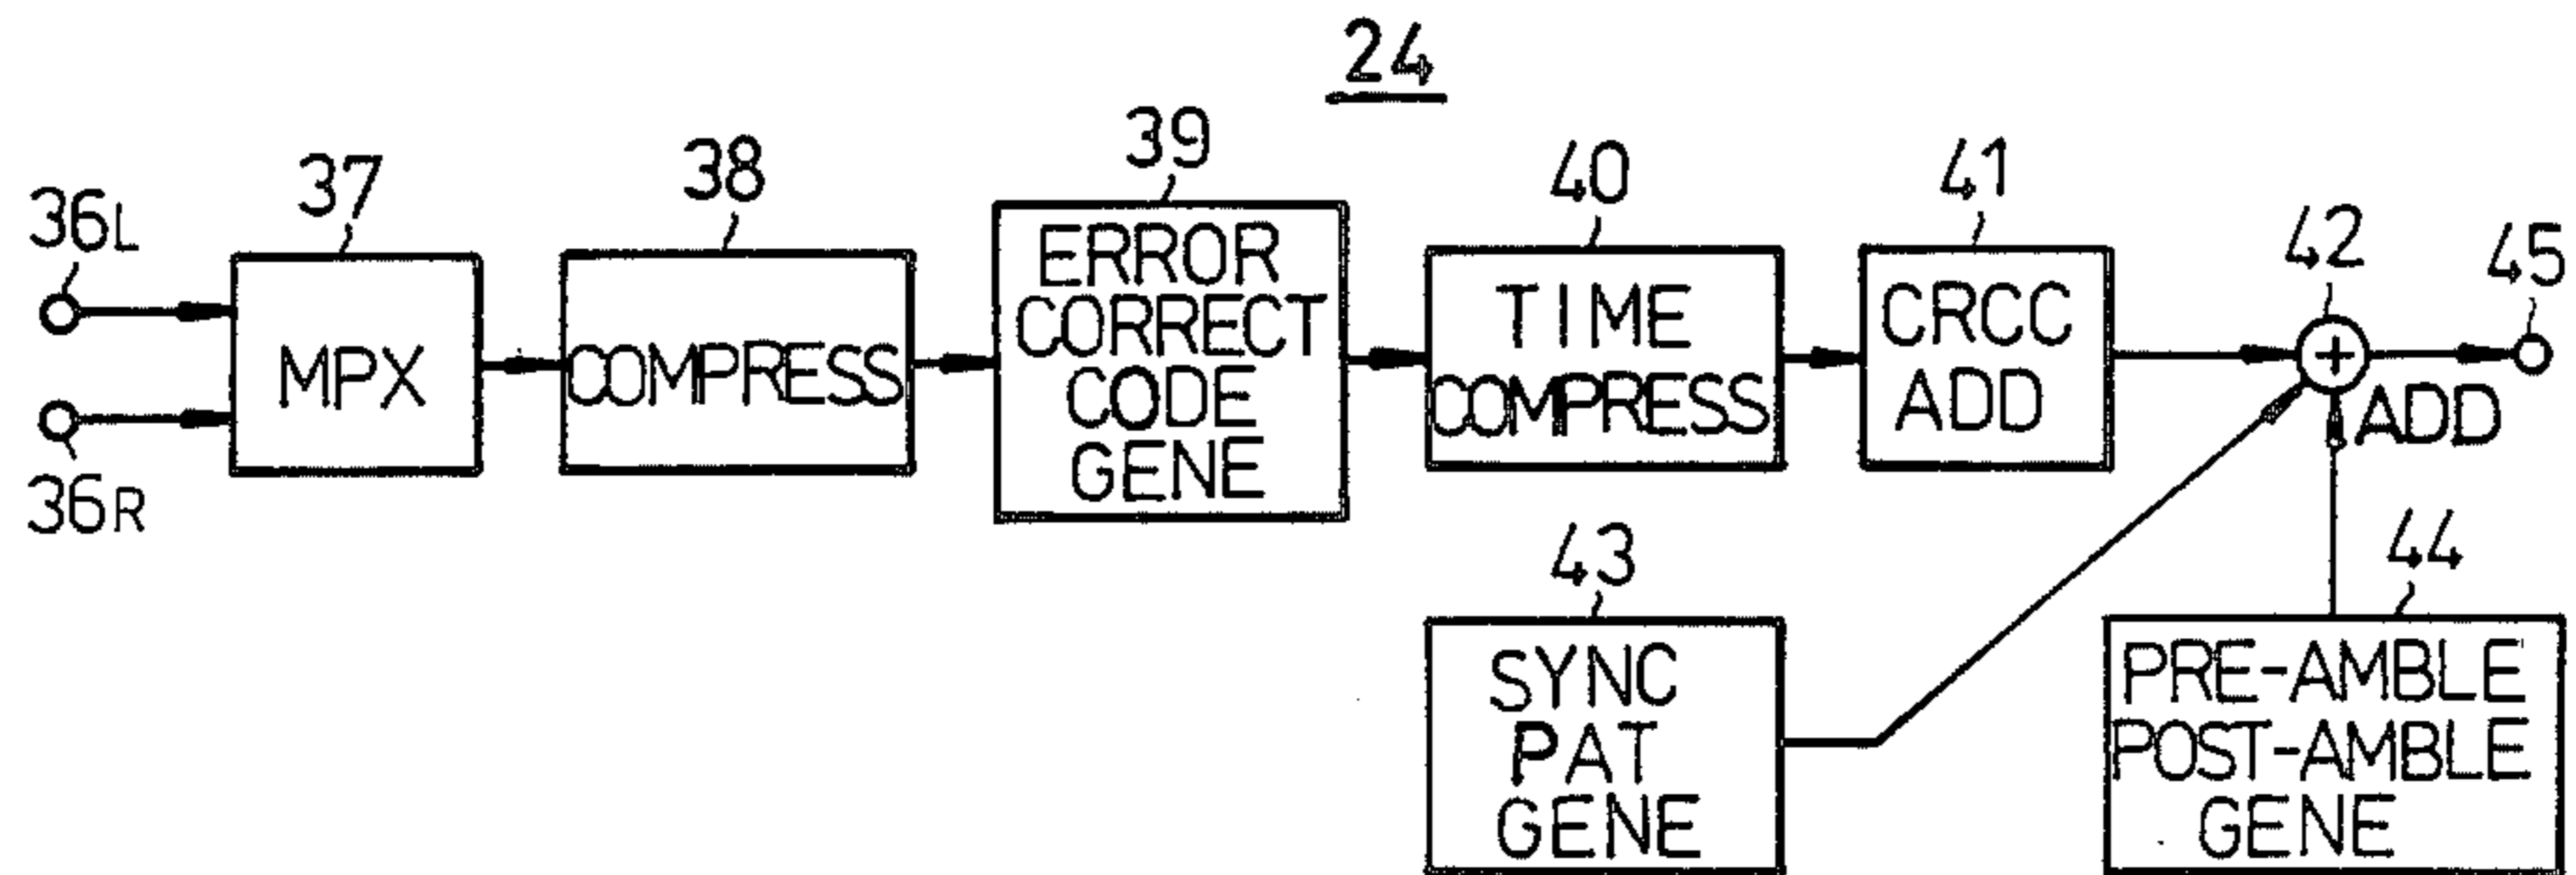 24
36L
36R
37
MPX
38
COMPRESS
39
ERROR
CORRECT
CODE
GENE
40
TIME
COMPRESS
41
CRCC
ADD
42
+
ADD
45
43
SYNC
PAT
GENE
44
PRE-AMBLE
POST-AMBLE
GENE